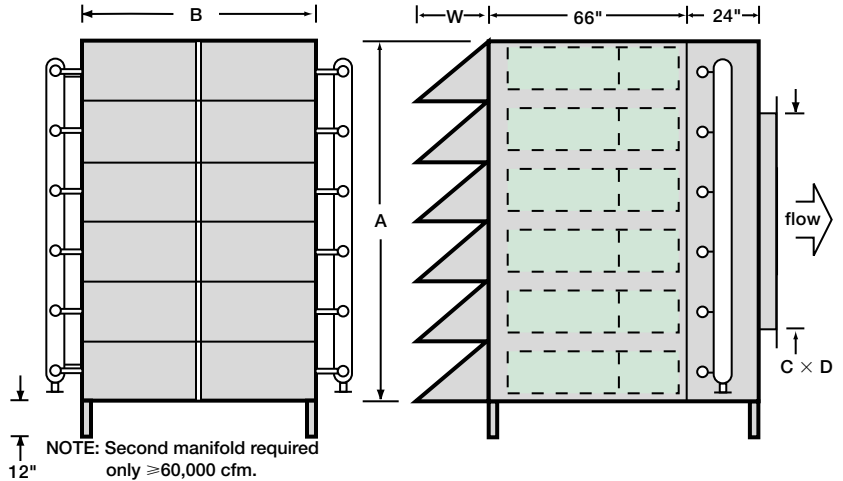 B
W
66"
24"
A
flow
C × D
12"
NOTE: Second manifold required
only ⩾60,000 cfm.